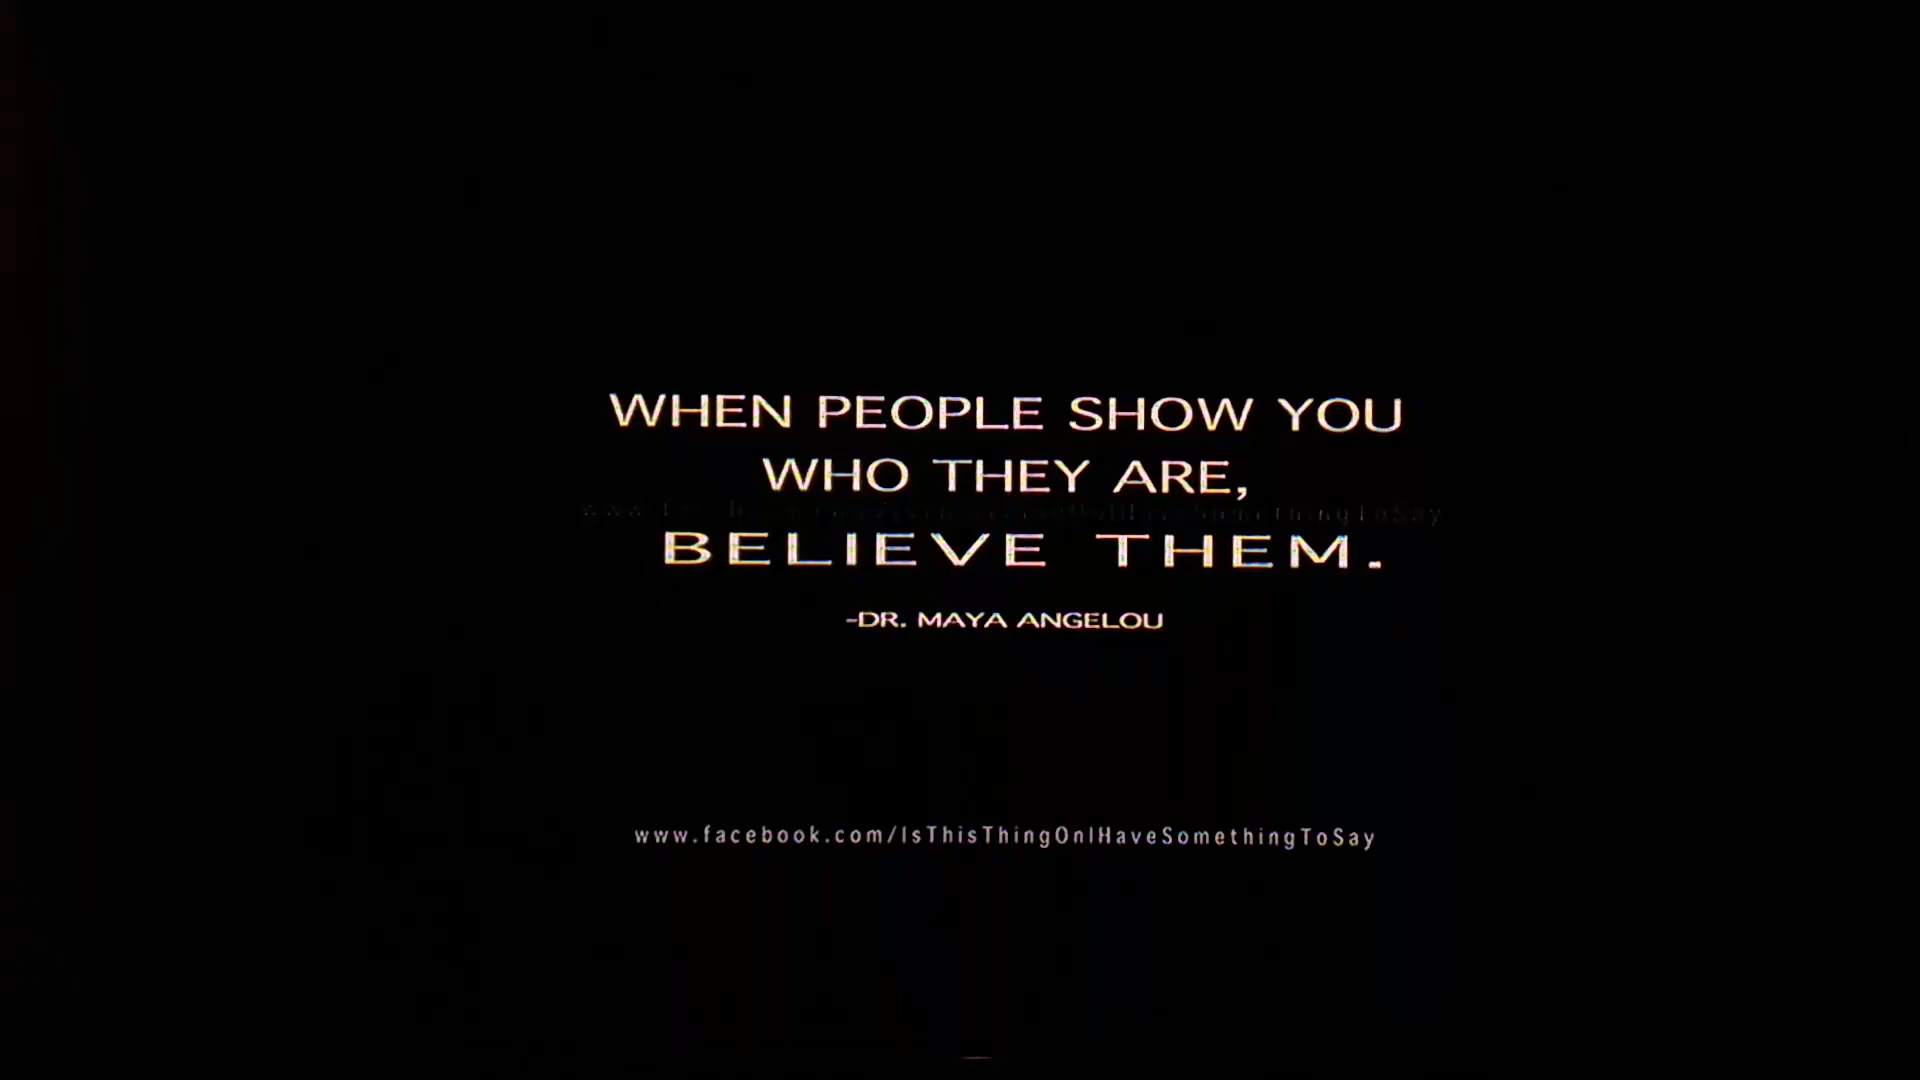 WHEN PEOPLE SHOW YOU
WHO THEY ARE,
BELIEVE THEM.
-DR. MAYA ANGELOU
www.facebook.com/IsThisThingOnIHaveSomethingToSay